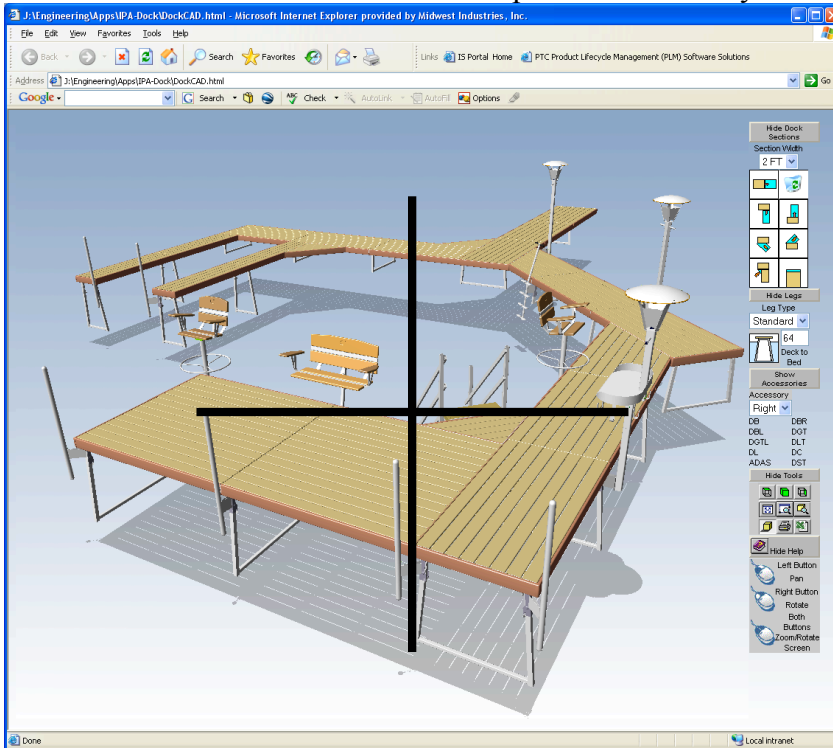 J:\Engineering\Apps\IPA-Dock\DockCAD.html - Microsoft Internet Explorer provided by Midwest Industries, Inc.
File Edit View Favorites Tools Help
Back Search Favorites Links IS Portal Home PTC Product Lifecycle Management (PLM) Software Solutions
Address J:\Engineering\Apps\IPA-Dock\DockCAD.html Go
Google Search Check AutoLink AutoFill Options
Hide Dock
Sections
Section Width
2 FT
Hide Legs
Leg Type
Standard
64
Deck to
Bed
Show
Accessories
Accessory
Right
DB DBR
DBL DGT
DGTL DLT
DL DC
ADAS DST
Hide Tools
Hide Help
Left Button
Pan
Right Button
Rotate
Both
Buttons
Zoom/Rotate
Screen
Done Local intranet